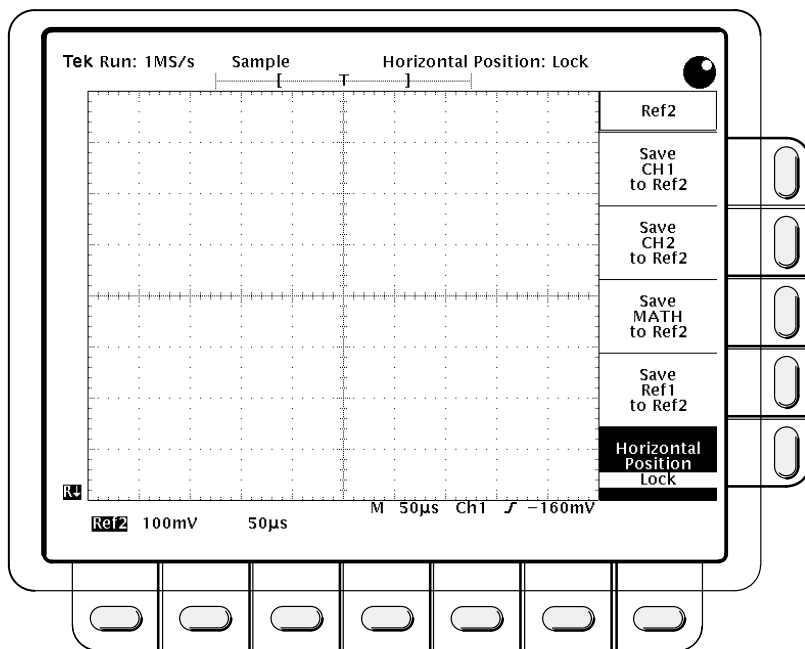 Tek Run: 1MS/s Sample Horizontal Position: Lock
[ T ]
Ref2
Save
CH1
to Ref2
Save
CH2
to Ref2
Save
MATH
to Ref2
Save
Ref1
to Ref2
Horizontal
Position
Lock
R↓
M 50µs Ch1 ƒ −160mV
Ref2 100mV 50µs